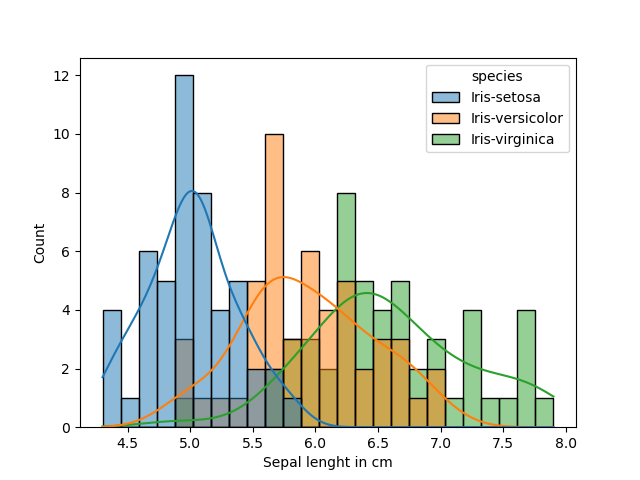 species
Iris-setosa
Iris-versicolor
Iris-virginica
12
10
8
6
4
2
0
Count
4.5 5.0 5.5 6.0 6.5 7.0 7.5 8.0
Sepal lenght in cm